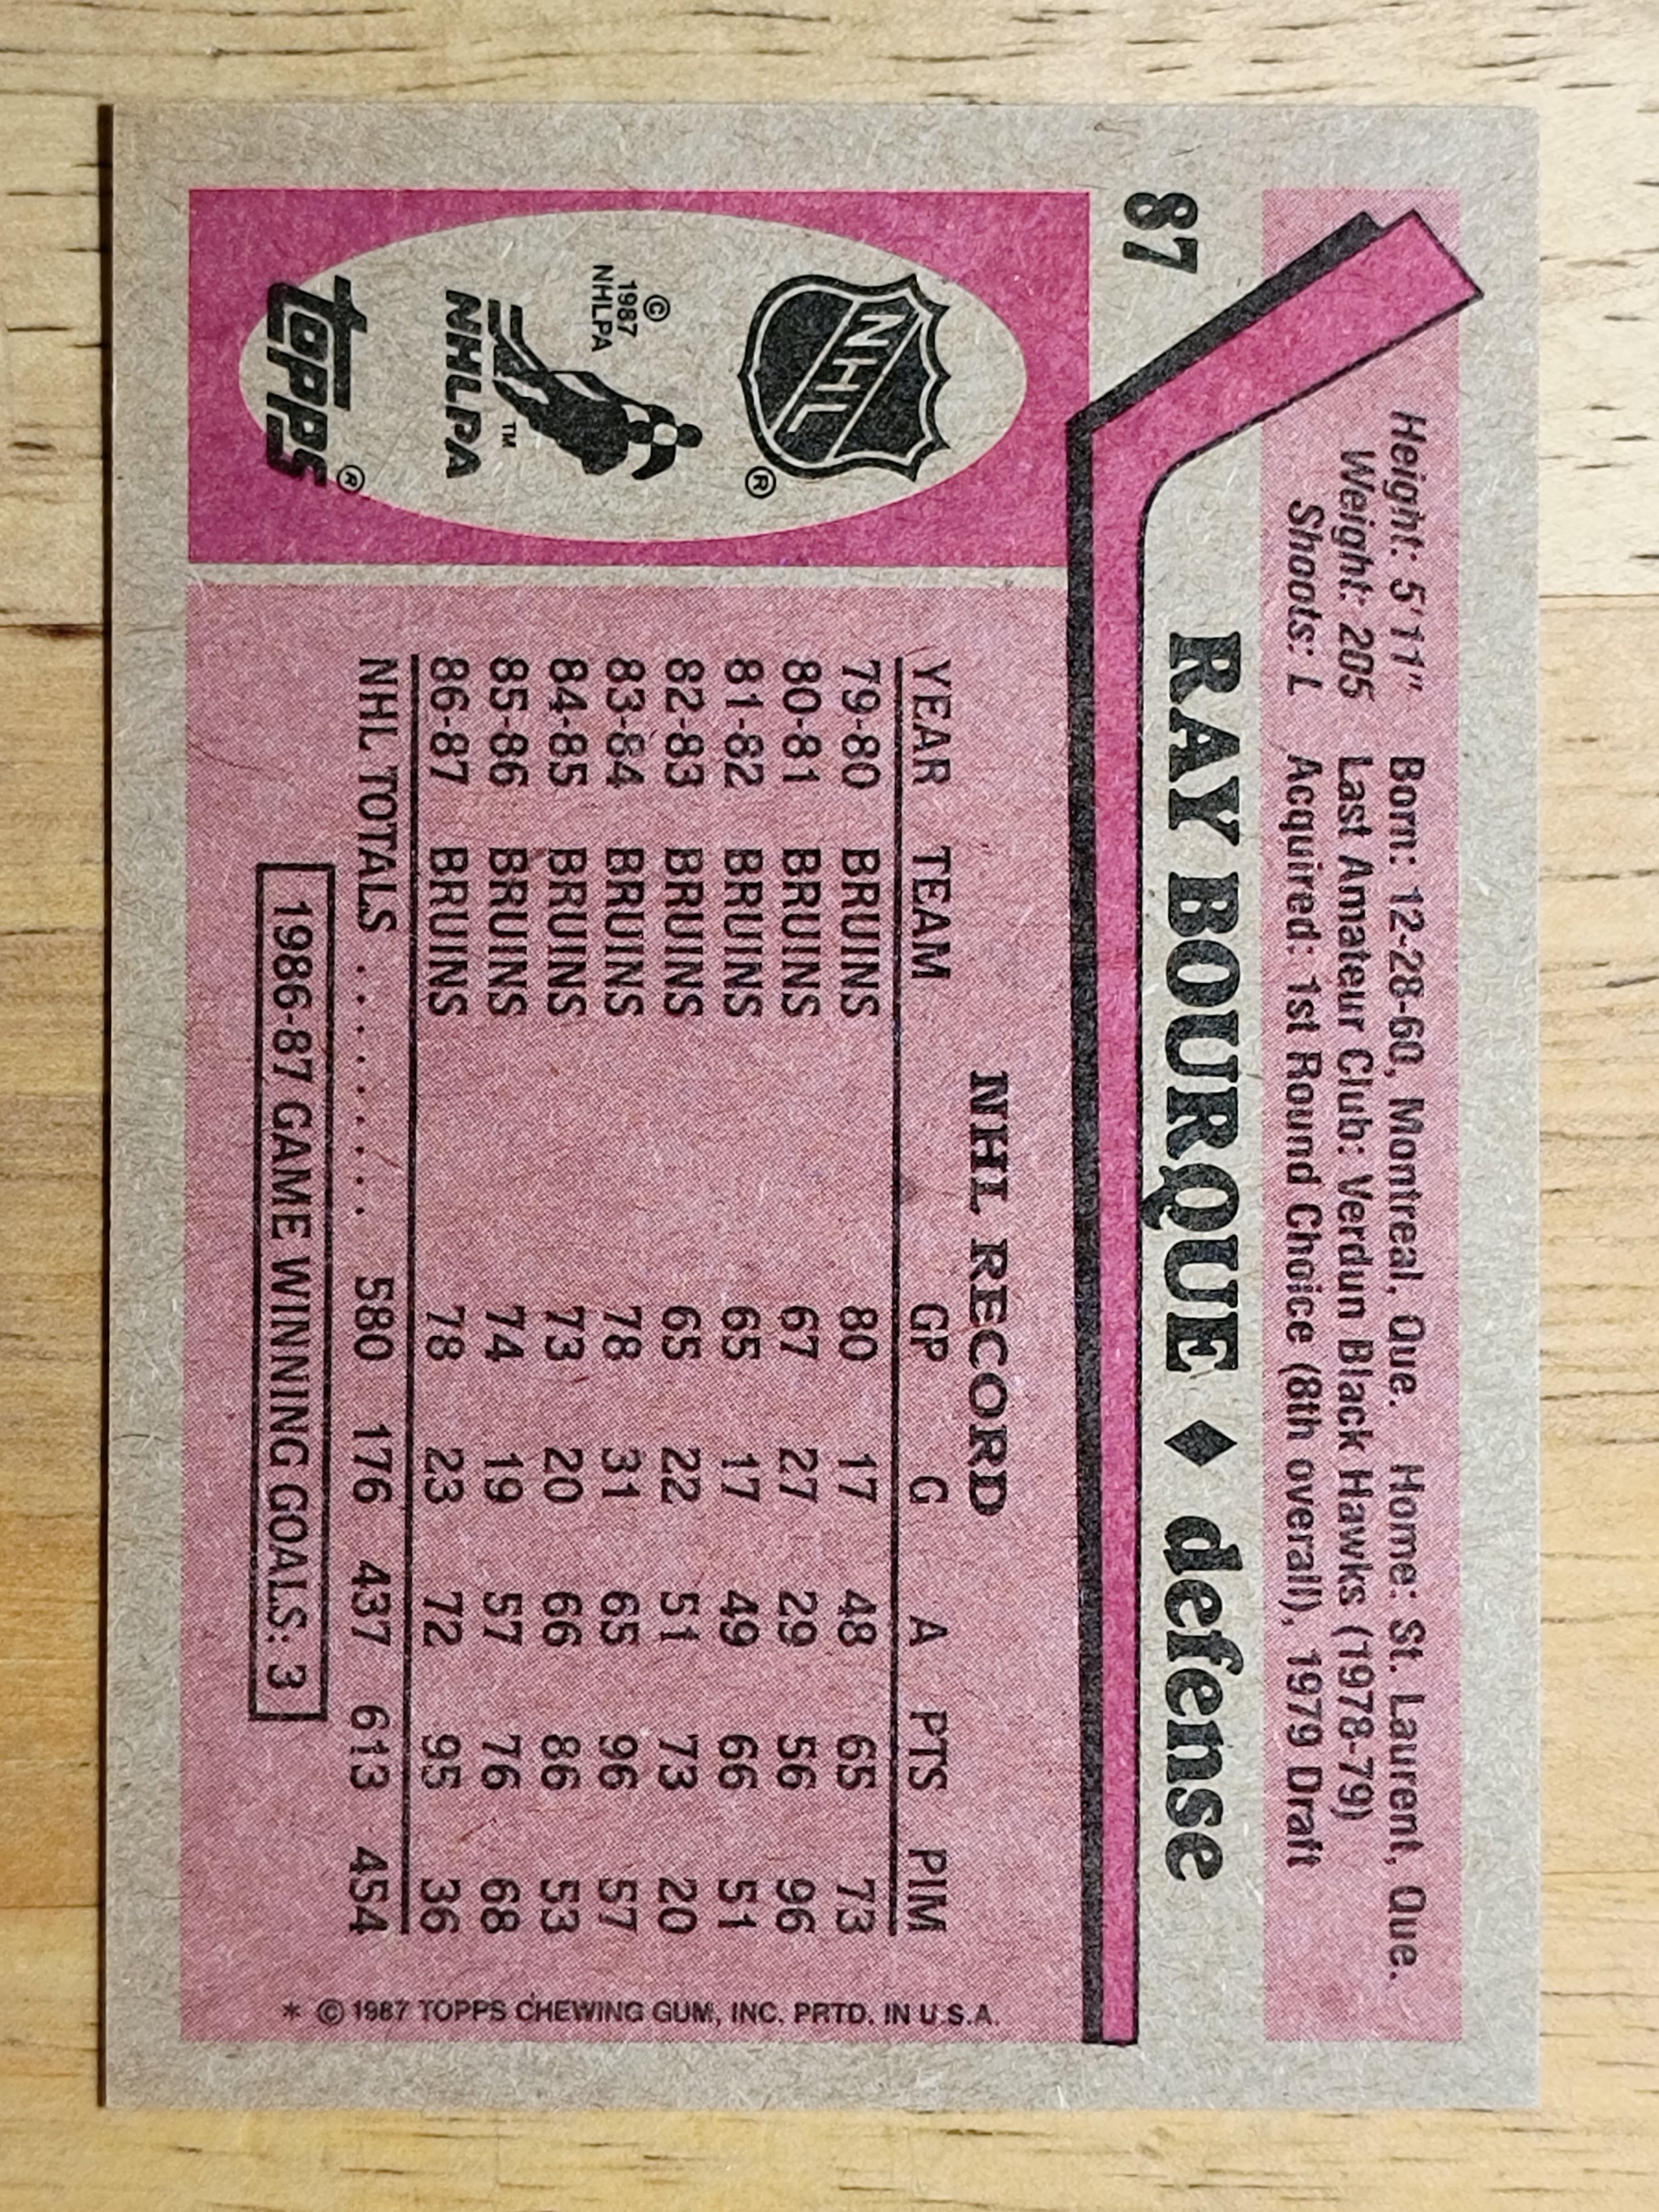 87
Height: 5'11" Born: 12-28-60, Montreal, Que. Home: St. Laurent, Que.
Weight: 205 Last Amateur Club: Verdun Black Hawks (1978-79)
Shoots: L Acquired: 1st Round Choice (8th overall), 1979 Draft
RAY BOURQUE ♦ defense
NHL
®
© 1987 NHLPA
NHLPA
™
topps
®
NHL RECORD
YEAR TEAM GP G A PTS PIM
79-80 BRUINS 80 17 48 65 73
80-81 BRUINS 67 27 29 56 96
81-82 BRUINS 65 17 49 66 51
82-83 BRUINS 65 22 51 73 20
83-84 BRUINS 78 31 65 96 57
84-85 BRUINS 73 20 66 86 53
85-86 BRUINS 74 19 57 76 68
86-87 BRUINS 78 23 72 95 36
NHL TOTALS ......... 580 176 437 613 454
1986-87 GAME WINNING GOALS: 3
* © 1987 TOPPS CHEWING GUM, INC. PRTD. IN U.S.A.